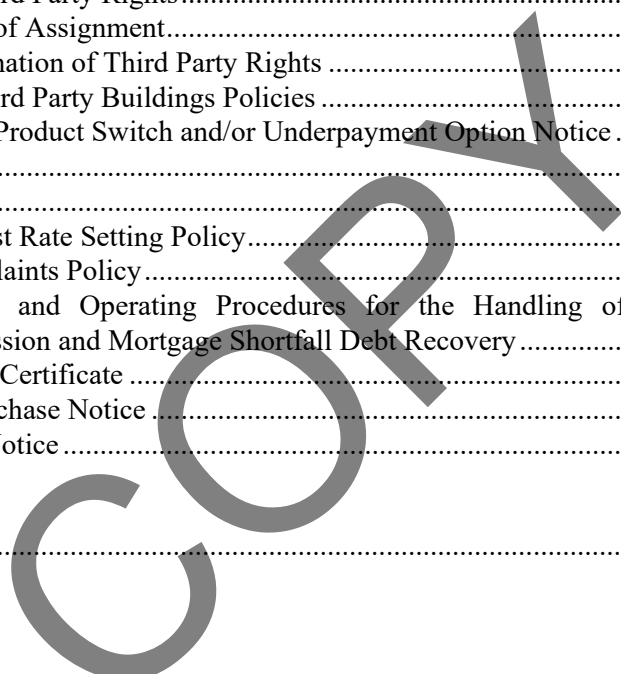 rd Party Rights..........................................................
of Assignment............................................................
nation of Third Party Rights .......................................
rd Party Buildings Policies ........................................
Product Switch and/or Underpayment Option Notice .
.................................................................................
.................................................................................
st Rate Setting Policy.................................................
laints Policy...............................................................
and Operating Procedures for the Handling of
ssion and Mortgage Shortfall Debt Recovery ..............
Certificate .................................................................
chase Notice ..............................................................
Notice .........................................................................
.................................................................................
COPY